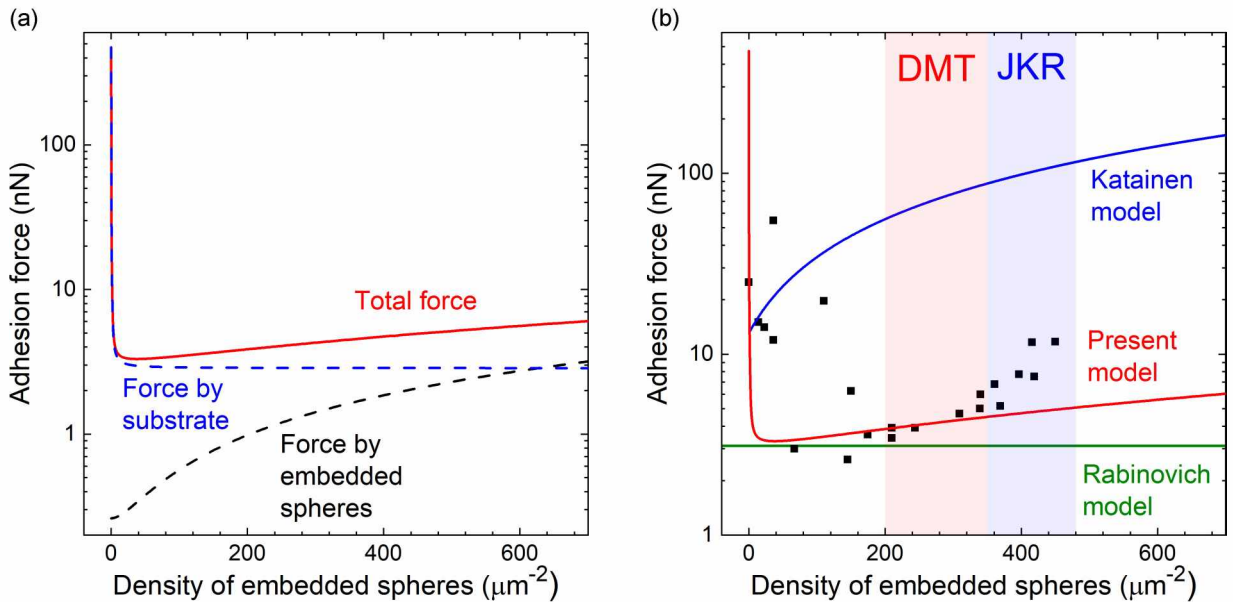 (a)
Adhesion force (nN)
100
10
1
Total force
Force by
substrate
Force by
embedded
spheres
0
200
400
600
Density of embedded spheres (μm⁻²)
(b)
Adhesion force (nN)
100
10
1
DMT
JKR
Katainen
model
Present
model
Rabinovich
model
0
200
400
600
Density of embedded spheres (μm⁻²)